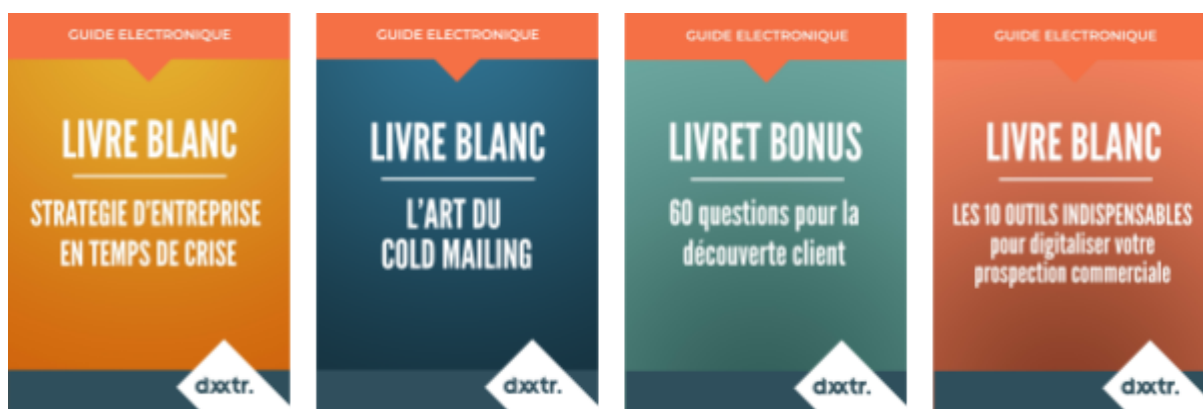 GUIDE ELECTRONIQUE
LIVRE BLANC
STRATEGIE D'ENTREPRISE
EN TEMPS DE CRISE
dxxtr.
GUIDE ELECTRONIQUE
LIVRE BLANC
L'ART DU
COLD MAILING
dxxtr.
GUIDE ELECTRONIQUE
LIVRET BONUS
60 questions pour la
découverte client
dxxtr.
GUIDE ELECTRONIQUE
LIVRE BLANC
LES 10 OUTILS INDISPENSABLES
pour digitaliser votre
prospection commerciale
dxxtr.